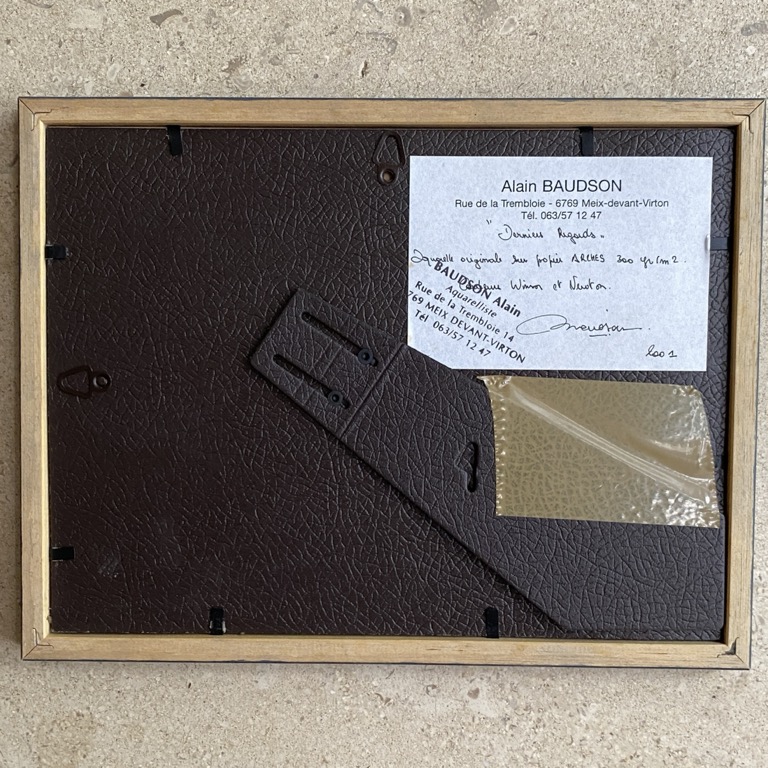 Alain BAUDSON
Rue de la Trembloie - 6769 Meix-devant-Virton
Tél. 063/57 12 47
"Derniers Regards"
Aquarelle originale sur papier ARCHES 300 gr/m2.
Winsor et Newton.
BAUDSON Alain
Aquarelliste
Rue de la Trembloie 14
769 MEIX DEVANT-VIRTON
Tél 063/57 12 47